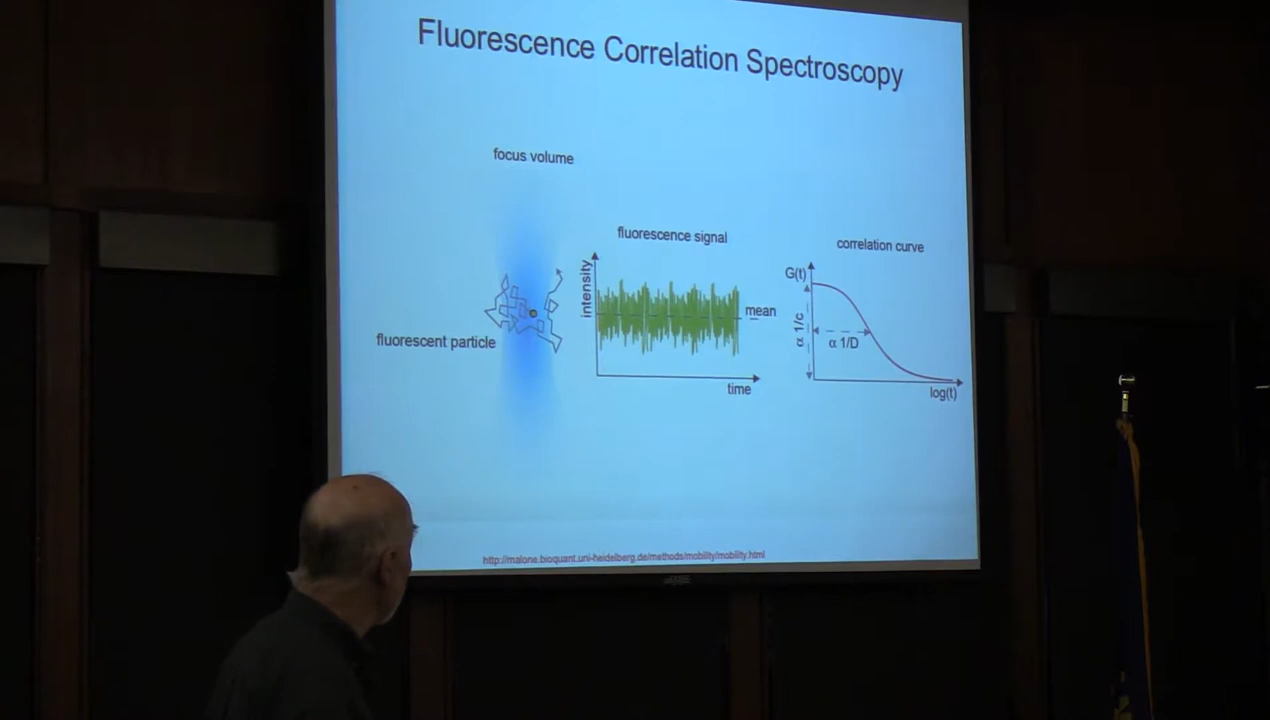 Fluorescence Correlation Spectroscopy
focus volume
fluorescent particle
fluorescence signal
intensity
mean
time
correlation curve
G(t)
α 1/c
α 1/D
log(t)
http://malone.bioquant.uni-heidelberg.de/methods/mobility/mobility.html